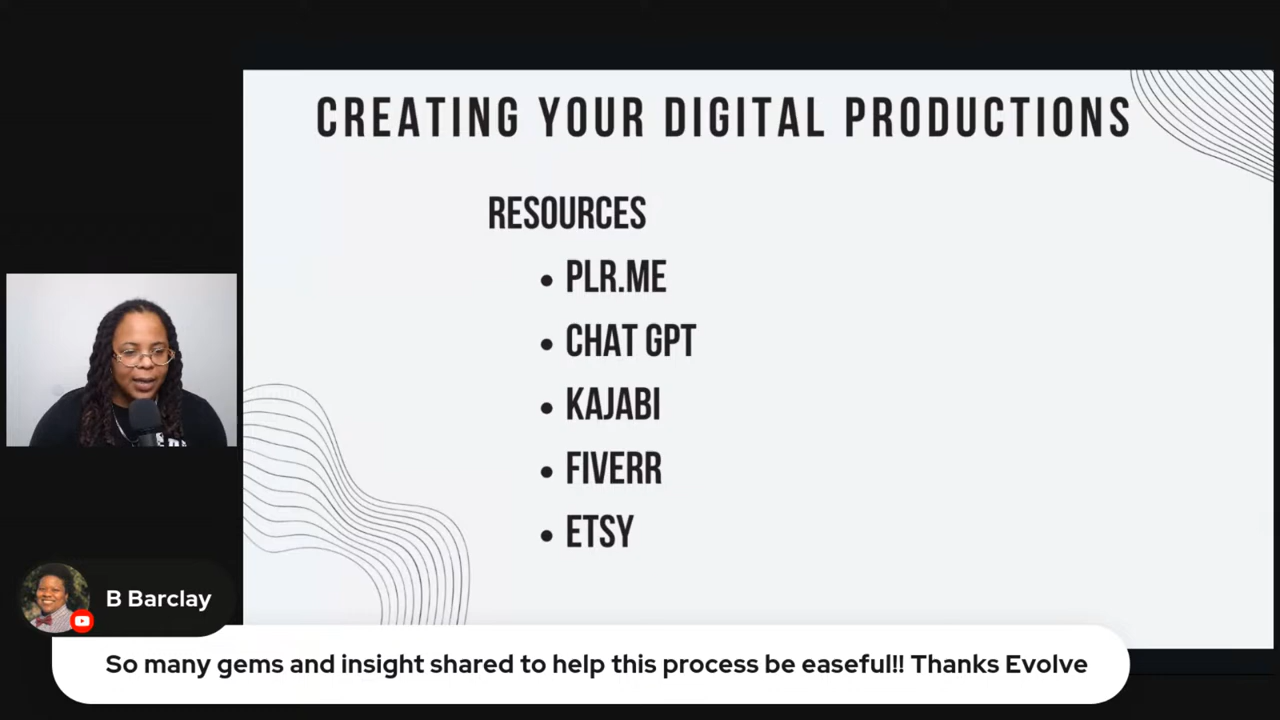 CREATING YOUR DIGITAL PRODUCTIONS
RESOURCES
• PLR.ME
• CHAT GPT
• KAJABI
• FIVERR
• ETSY
B Barclay
So many gems and insight shared to help this process be easeful!! Thanks Evolve